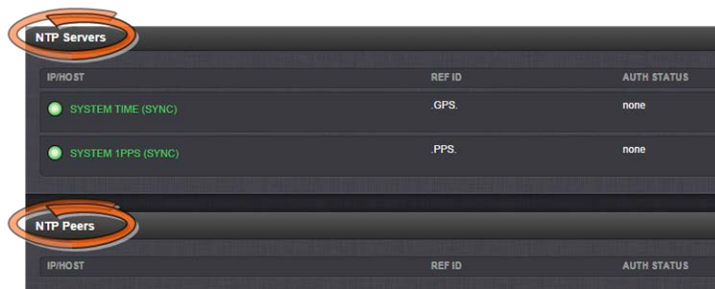 NTP Servers
IP/HOST REF ID AUTH STATUS
SYSTEM TIME (SYNC) .GPS. none
SYSTEM 1PPS (SYNC) .PPS. none
NTP Peers
IP/HOST REF ID AUTH STATUS